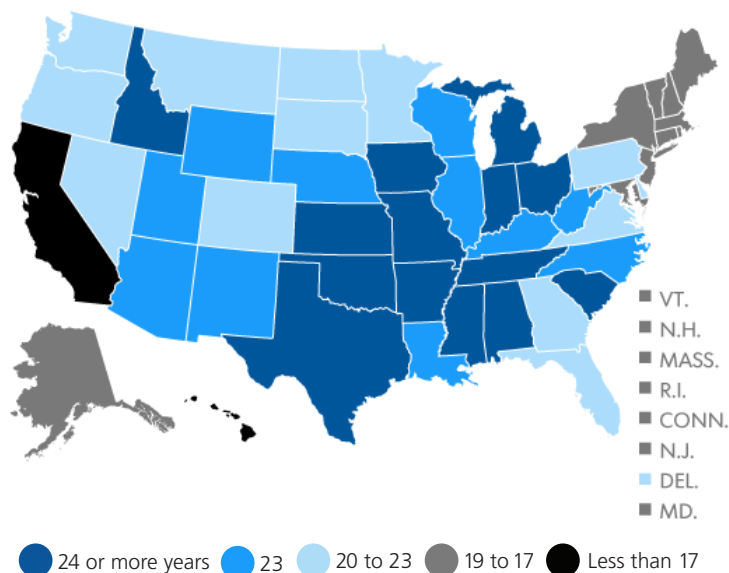 VT.
N.H.
MASS.
R.I.
CONN.
N.J.
DEL.
MD.
24 or more years 23 20 to 23 19 to 17 Less than 17